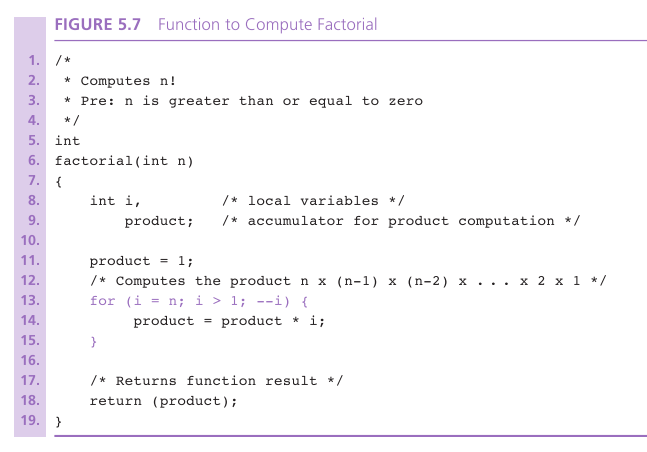 FIGURE 5.7 Function to Compute Factorial
1. /*
2.  * Computes n!
3.  * Pre: n is greater than or equal to zero
4.  */
5. int
6. factorial(int n)
7. {
8.     int i,         /* local variables */
9.         product;   /* accumulator for product computation */
10.
11.     product = 1;
12.     /* Computes the product n x (n-1) x (n-2) x . . . x 2 x 1 */
13.     for (i = n; i > 1; --i) {
14.          product = product * i;
15.     }
16.
17.     /* Returns function result */
18.     return (product);
19. }